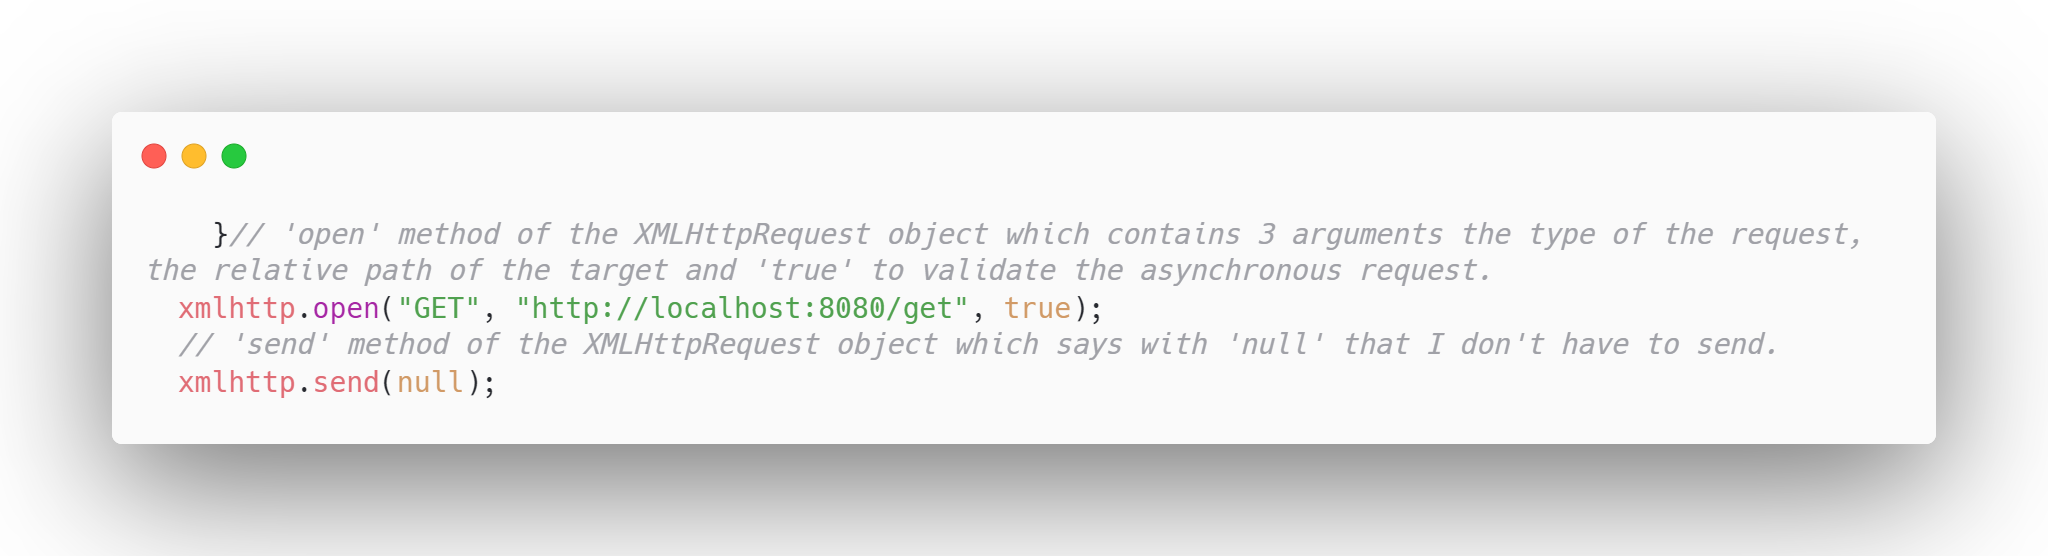 }// 'open' method of the XMLHttpRequest object which contains 3 arguments the type of the request,
the relative path of the target and 'true' to validate the asynchronous request.
xmlhttp.open("GET", "http://localhost:8080/get", true);
// 'send' method of the XMLHttpRequest object which says with 'null' that I don't have to send.
xmlhttp.send(null);